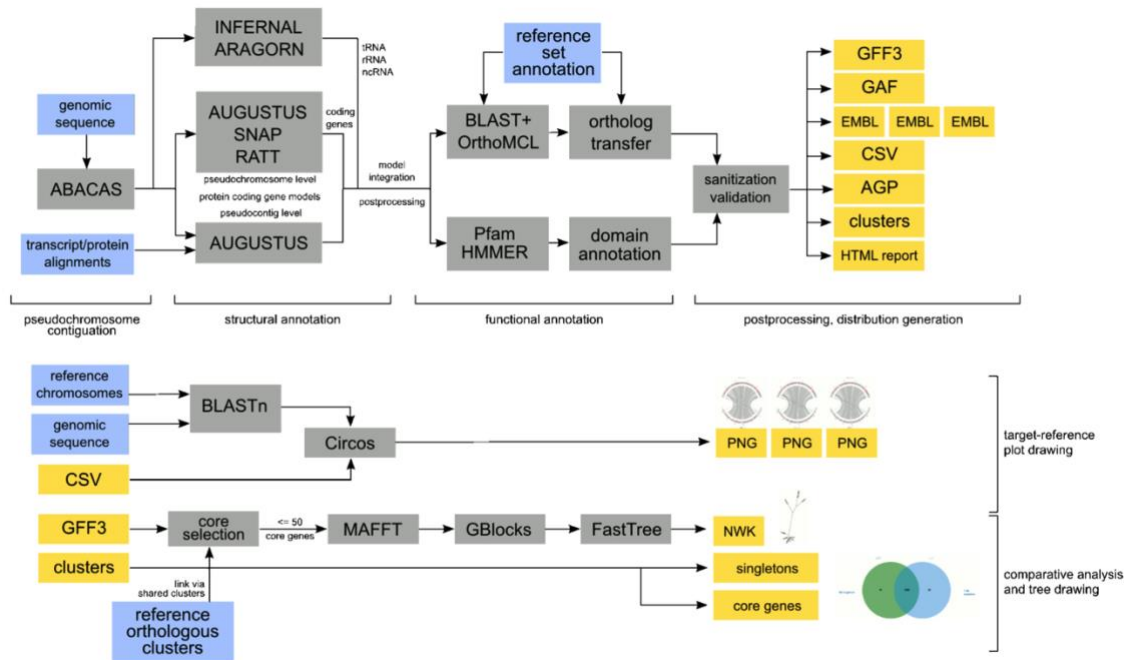 INFERNAL
ARAGORN
tRNA
rRNA
ncRNA
reference
set
annotation
genomic
sequence
ABACAS
transcript/protein
alignments
AUGUSTUS
SNAP
RATT
coding
genes
pseudochromosome level
protein coding gene models
pseudocontig level
AUGUSTUS
model
integration
postprocessing
BLAST+
OrthoMCL
ortholog
transfer
Pfam
HMMER
domain
annotation
sanitization
validation
GFF3
GAF
EMBL EMBL EMBL
CSV
AGP
clusters
HTML report
pseudochromosome
contiguation
structural annotation
functional annotation
postprocessing, distribution generation
reference
chromosomes
genomic
sequence
BLASTn
CSV
Circos
PNG PNG PNG
target-reference
plot drawing
GFF3
core
selection
<= 50
core genes
MAFFT
GBlocks
FastTree
NWK
clusters
link via
shared clusters
reference
orthologous
clusters
singletons
core genes
comparative analysis
and tree drawing